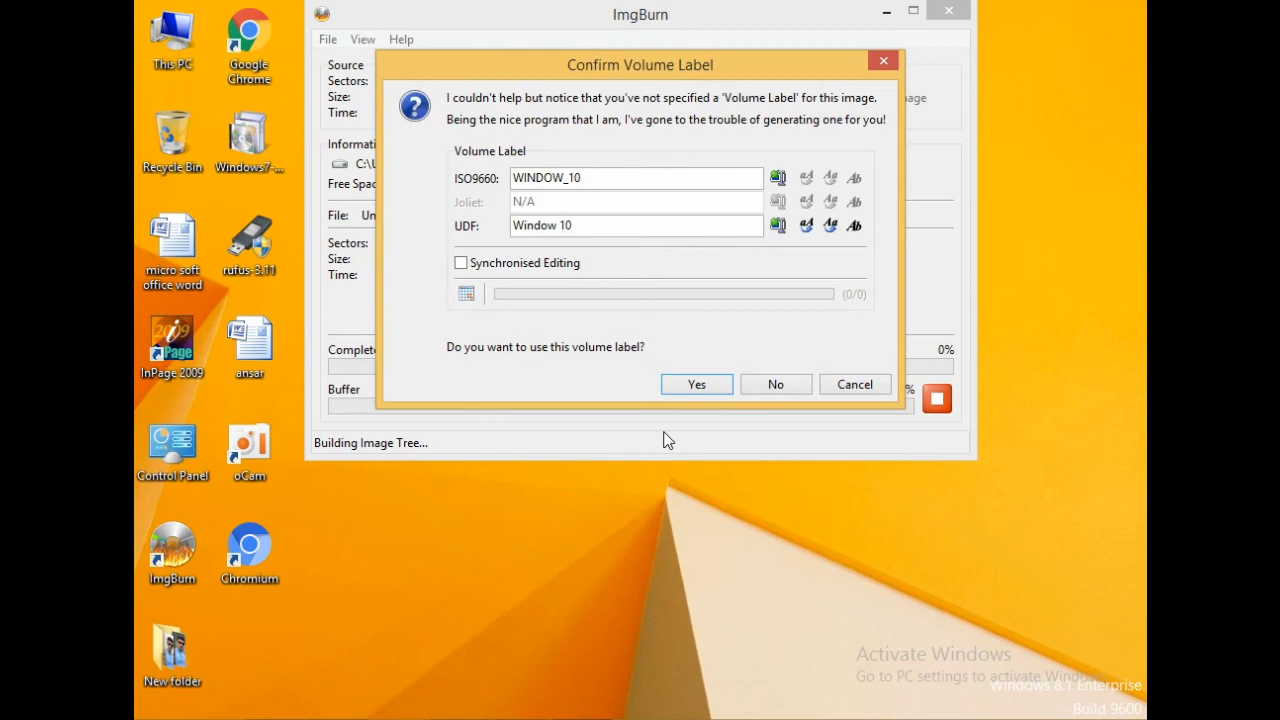 ImgBurn
File View Help
Source
Sectors:
Size:
Time:
Informati
C:\U
Free Spac
File: Un
Sectors:
Size:
Time:
Complete
0%
Buffer
%
Building Image Tree...
Confirm Volume Label
I couldn't help but notice that you've not specified a 'Volume Label' for this image.
Being the nice program that I am, I've gone to the trouble of generating one for you!
Volume Label
ISO9660: WINDOW_10
Joliet: N/A
UDF: Window 10
Synchronised Editing
(0/0)
Do you want to use this volume label?
Yes No Cancel
age
This PC
Google
Chrome
Recycle Bin
Windows7-...
micro soft
office word
rufus-3.11
2009
InPage 2009
ansar
Control Panel
oCam
ImgBurn
Chromium
New folder
Activate Windows
Go to PC settings to activate Windo
Windows 8.1 Enterprise
Build 9600